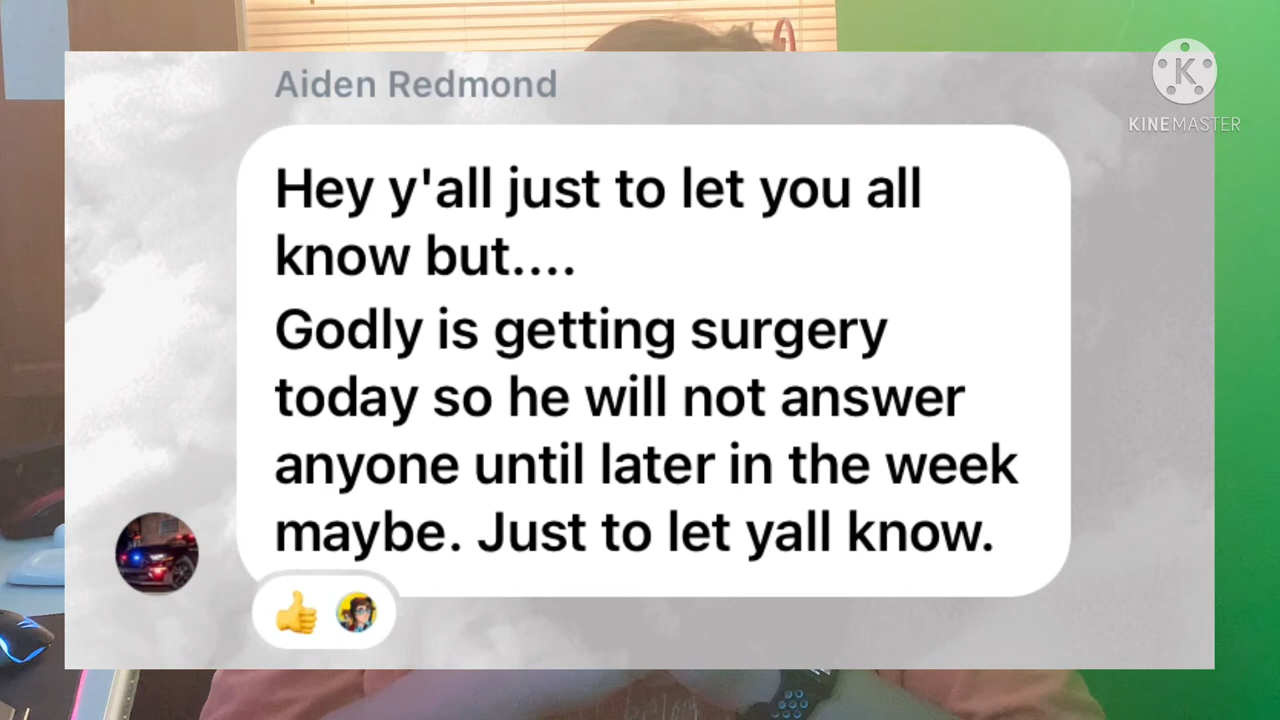 Aiden Redmond
Hey y'all just to let you all
know but....
Godly is getting surgery
today so he will not answer
anyone until later in the week
maybe. Just to let yall know.
K
KINEMASTER